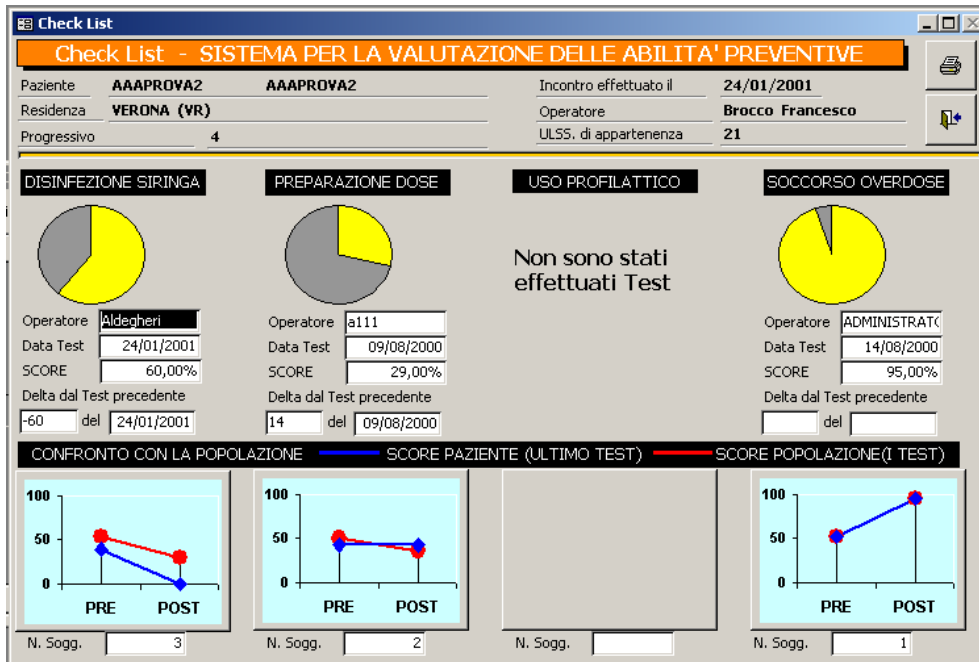 Check List
Check List - SISTEMA PER LA VALUTAZIONE DELLE ABILITA' PREVENTIVE
Paziente AAAPROVA2 AAAPROVA2 Incontro effettuato il 24/01/2001
Residenza VERONA (VR) Operatore Brocco Francesco
Progressivo 4 ULSS. di appartenenza 21
DISINFEZIONE SIRINGA PREPARAZIONE DOSE USO PROFILATTICO SOCCORSO OVERDOSE
Non sono stati
effettuati Test
Operatore Aldegheri Operatore a111 Operatore
Data Test 24/01/2001 Data Test 09/08/2000 Data Test 14/08/2000
SCORE 60,00% SCORE 29,00% SCORE 95,00%
Delta dal Test precedente Delta dal Test precedente Delta dal Test precedente
-60 del 24/01/2001 14 del 09/08/2000 del
CONFRONTO CON LA POPOLAZIONE SCORE PAZIENTE (ULTIMO TEST) SCORE POPOLAZIONE(I TEST)
100 100 100
50 50 50
0 0 0
PRE POST PRE POST PRE POST
N. Sogg. 3 N. Sogg. 2 N. Sogg. N. Sogg. 1